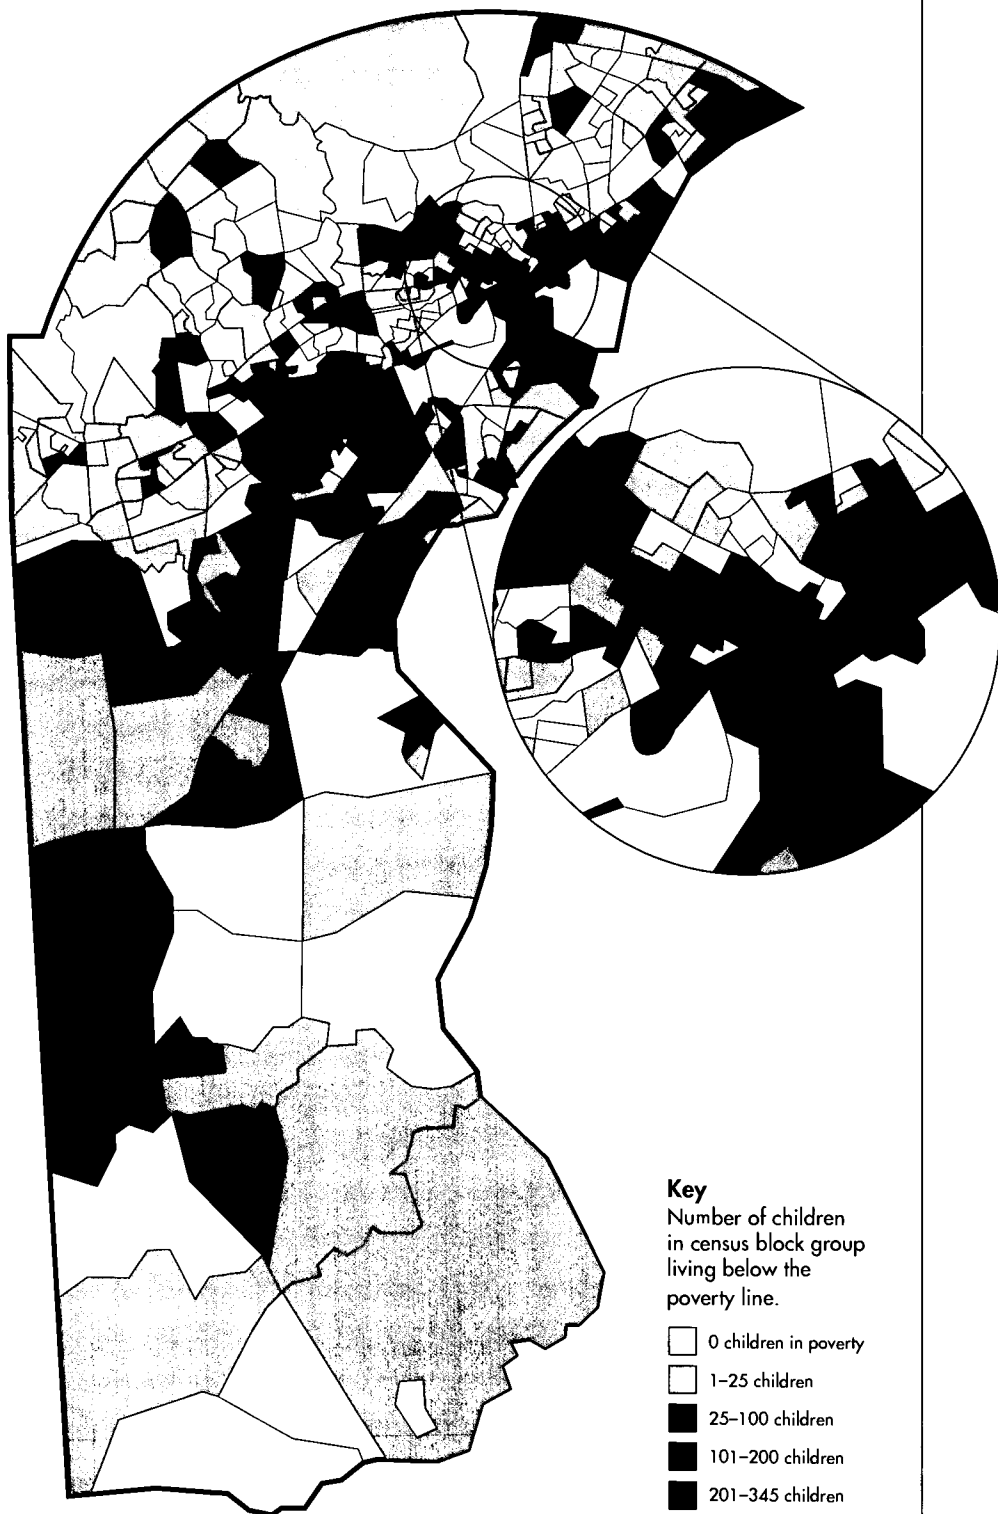 Key
Number of children
in census block group
living below the
poverty line.
0 children in poverty
1–25 children
25–100 children
101–200 children
201–345 children